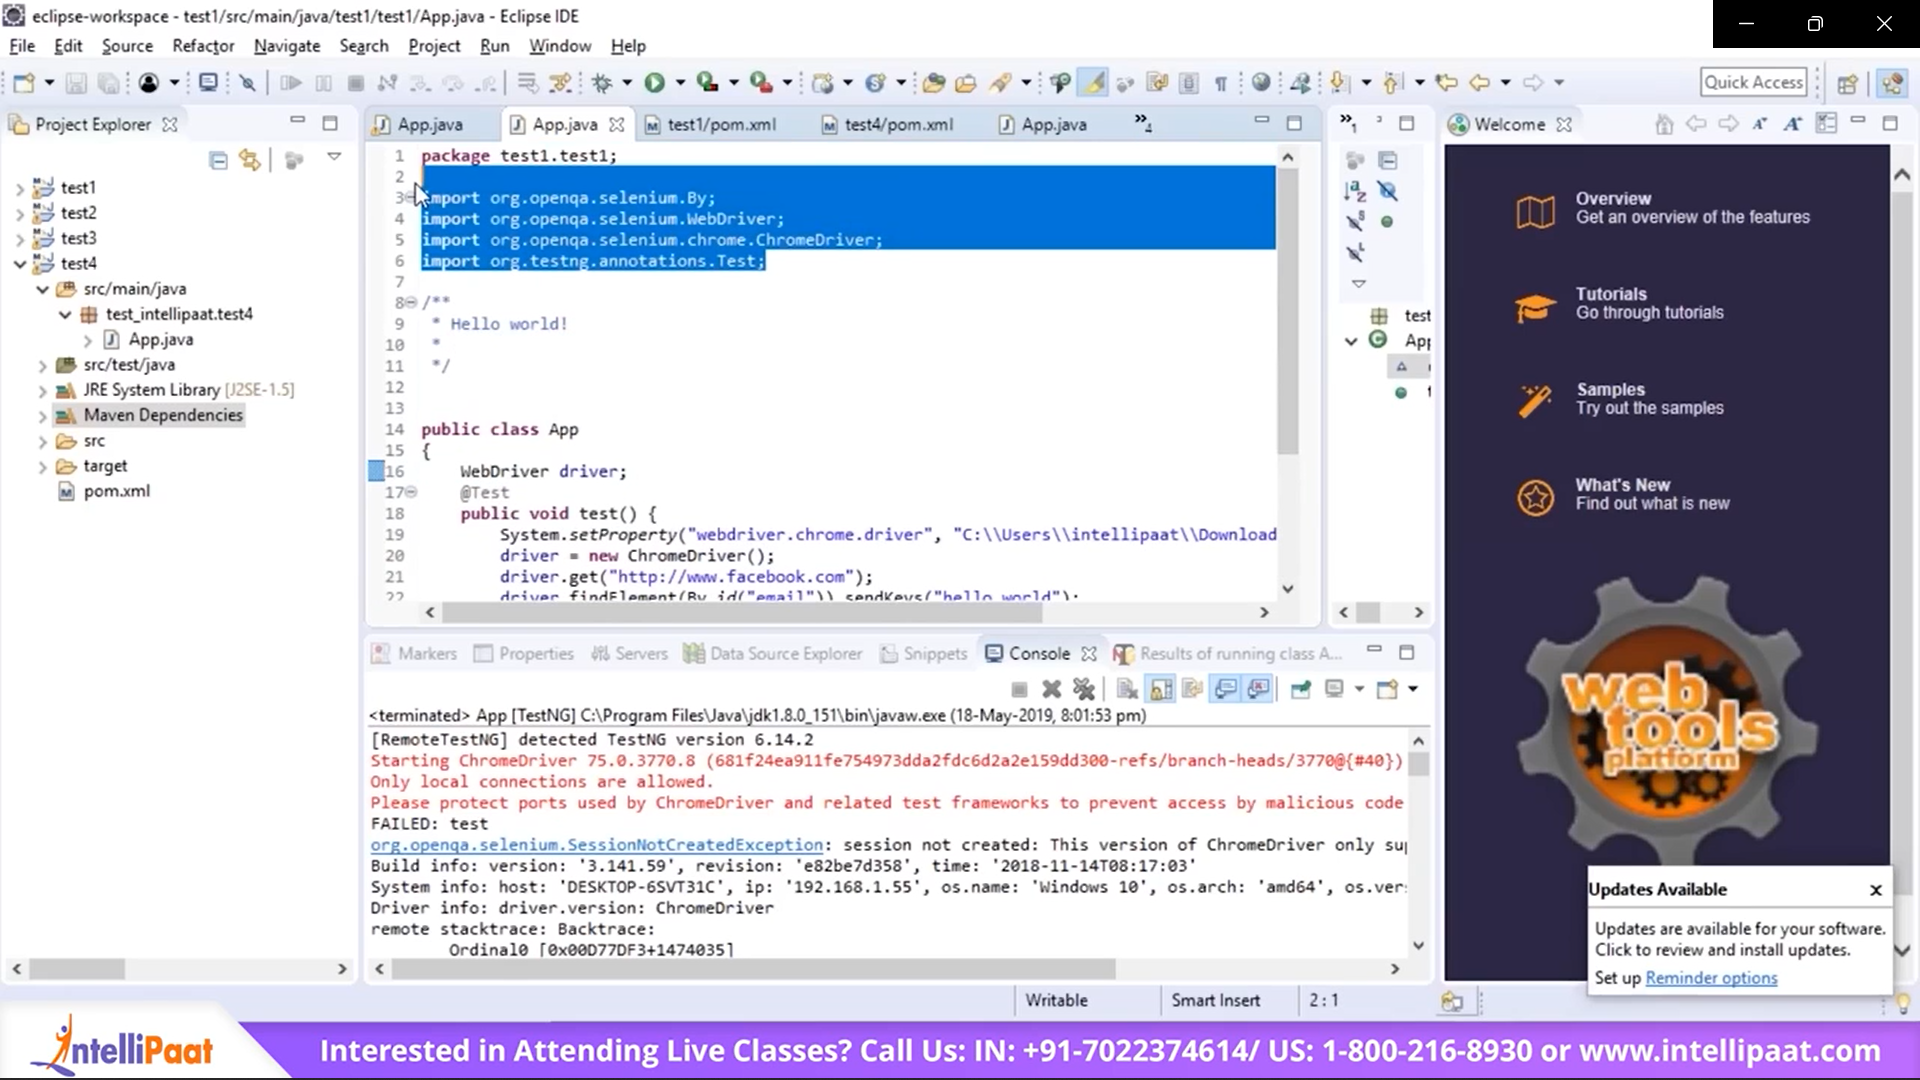 eclipse-workspace - test1/src/main/java/test1/test1/App.java - Eclipse IDE
File Edit Source Refactor Navigate Search Project Run Window Help
Quick Access
Project Explorer
test1
test2
test3
test4
src/main/java
test_intellipaat.test4
App.java
src/test/java
JRE System Library [J2SE-1.5]
Maven Dependencies
src
target
pom.xml
App.java App.java test1/pom.xml test4/pom.xml App.java »4
1 package test1.test1;
2
3 import org.openqa.selenium.By;
4 import org.openqa.selenium.WebDriver;
5 import org.openqa.selenium.chrome.ChromeDriver;
6 import org.testng.annotations.Test;
7
8 /**
9 * Hello world!
10 *
11 */
12
13
14 public class App
15 {
16 WebDriver driver;
17 @Test
18 public void test() {
19 System.setProperty("webdriver.chrome.driver", "C:\\Users\\intellipaat\\Download
20 driver = new ChromeDriver();
21 driver.get("http://www.facebook.com");
22 driver.findElement(By.id("email")).sendKeys("hello world");
»1
test
App
Welcome
Overview
Get an overview of the features
Tutorials
Go through tutorials
Samples
Try out the samples
What's New
Find out what is new
web
tools
platform
Updates Available
Updates are available for your software.
Click to review and install updates.
Set up Reminder options
Markers Properties Servers Data Source Explorer Snippets Console Results of running class A...
<terminated> App [TestNG] C:\Program Files\Java\jdk1.8.0_151\bin\javaw.exe (18-May-2019, 8:01:53 pm)
[RemoteTestNG] detected TestNG version 6.14.2
Starting ChromeDriver 75.0.3770.8 (681f24ea911fe754973dda2fdc6d2a2e159dd300-refs/branch-heads/3770@{#40})
Only local connections are allowed.
Please protect ports used by ChromeDriver and related test frameworks to prevent access by malicious code
FAILED: test
org.openqa.selenium.SessionNotCreatedException: session not created: This version of ChromeDriver only sup
Build info: version: '3.141.59', revision: 'e82be7d358', time: '2018-11-14T08:17:03'
System info: host: 'DESKTOP-6SVT31C', ip: '192.168.1.55', os.name: 'Windows 10', os.arch: 'amd64', os.ver
Driver info: driver.version: ChromeDriver
remote stacktrace: Backtrace:
Ordinal0 [0x00D77DF3+1474035]
Writable Smart Insert 2 : 1
IntelliPaat
Interested in Attending Live Classes? Call Us: IN: +91-7022374614/ US: 1-800-216-8930 or www.intellipaat.com